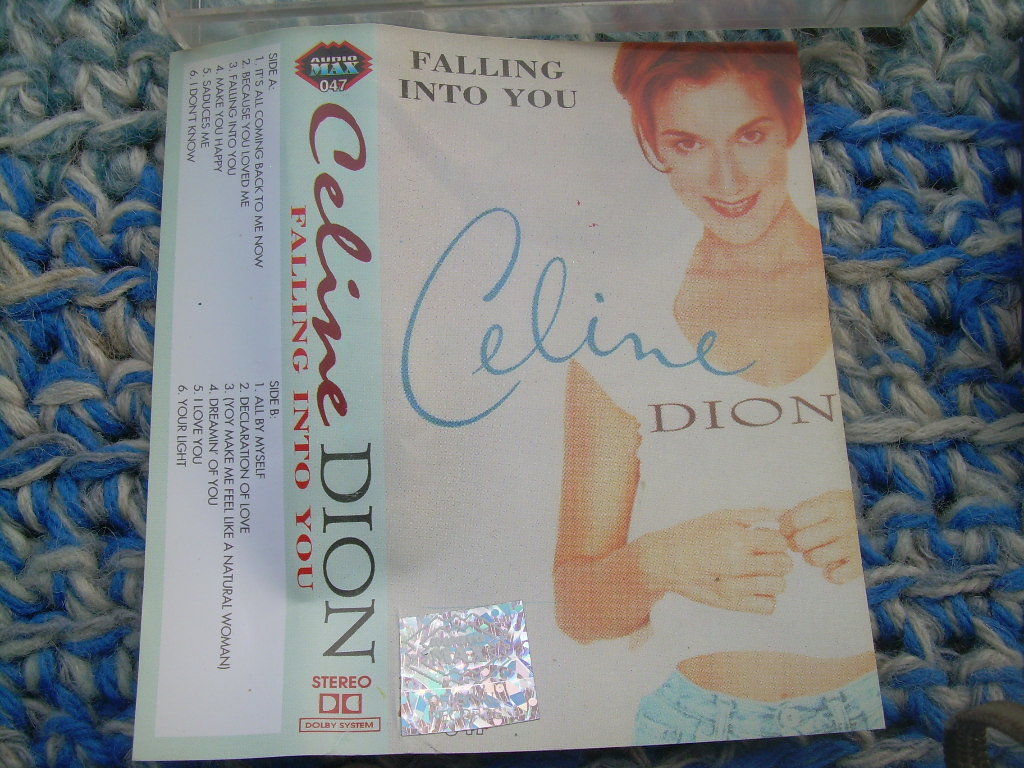 FALLING
INTO YOU
Celine
DION
AUDIO
MAX
047
Celine DION
FALLING INTO YOU
STEREO
DOLBY SYSTEM
SIDE A:
1. IT'S ALL COMING BACK TO ME NOW
2. BECAUSE YOU LOVED ME
3. FALLING INTO YOU
4. MAKE YOU HAPPY
5. SADUCES ME
6. I DON'T KNOW
SIDE B:
1. ALL BY MYSELF
2. DECLARATION OF LOVE
3. (YOY MAKE ME FEEL LIKE A NATURAL WOMAN)
4. DREAMIN' OF YOU
5. I LOVE YOU
6. YOUR LIGHT